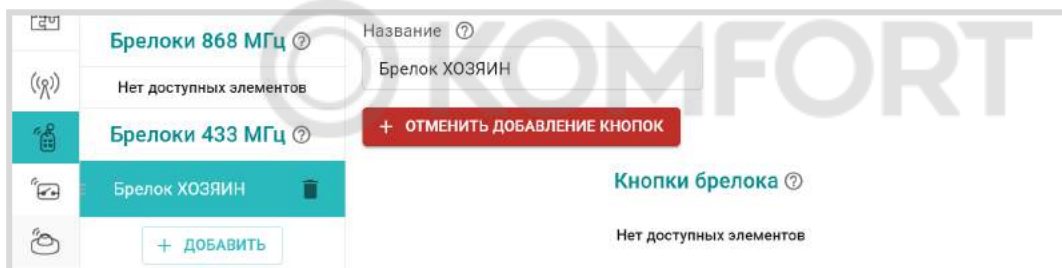 Брелоки 868 МГц
Нет доступных элементов
Брелоки 433 МГц
Брелок ХОЗЯИН
+ ДОБАВИТЬ
Название
Брелок ХОЗЯИН
+ ОТМЕНИТЬ ДОБАВЛЕНИЕ КНОПОК
Кнопки брелока
Нет доступных элементов
©KOMFORT